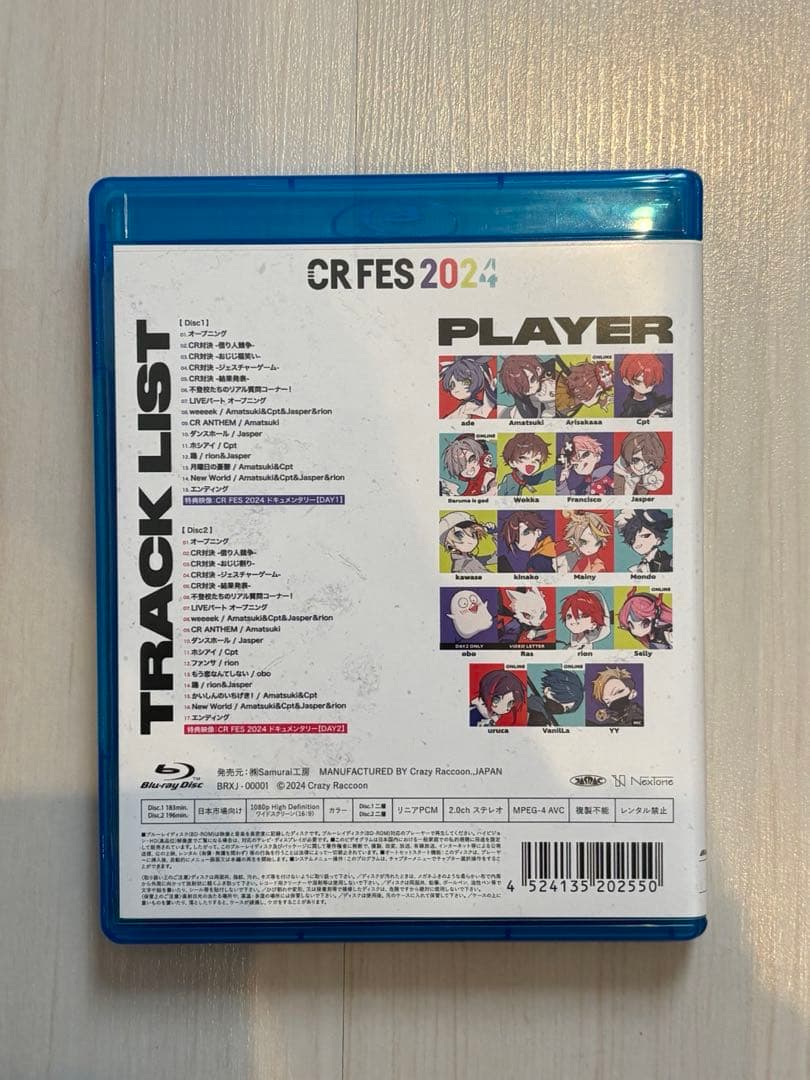 CR FES 2024
TRACK LIST
[ Disc1 ]
01.オープニング
02.CR対決 -借り人競争-
03.CR対決 -おじじ福笑い-
04.CR対決 -ジェスチャーゲーム-
05.CR対決 -結果発表-
06.不登校たちのリアル質問コーナー!
07.LIVEパート オープニング
08.weeeek / Amatsuki&Cpt&Jasper&rion
09.CR ANTHEM / Amatsuki
10.ダンスホール / Jasper
11.ホシアイ / Cpt
12.踊 / rion&Jasper
13.月曜日の憂鬱 / Amatsuki&Cpt
14.New World / Amatsuki&Cpt&Jasper&rion
15.エンディング
特典映像:CR FES 2024 ドキュメンタリー【DAY1】
[ Disc2 ]
01.オープニング
02.CR対決 -借り人競争-
03.CR対決 -おじじ割り-
04.CR対決 -ジェスチャーゲーム-
05.CR対決 -結果発表-
06.不登校たちのリアル質問コーナー!
07.LIVEパート オープニング
08.weeeek / Amatsuki&Cpt&Jasper&rion
09.CR ANTHEM / Amatsuki
10.ダンスホール / Jasper
11.ホシアイ / Cpt
12.ファンサ / rion
13.もう恋なんてしない / obo
14.踊 / rion&Jasper
15.かいしんのいちげき! / Amatsuki&Cpt
16.New World / Amatsuki&Cpt&Jasper&rion
17.エンディング
特典映像:CR FES 2024 ドキュメンタリー【DAY2】
PLAYER
ONLINE
ade Amatsuki Arisakaaa Cpt
ONLINE
Daruma is god Wokka Francisco Jasper
kawase kinako Mainy Mondo
DAY2 ONLY VIDEO LETTER ONLINE
obo Ras rion Selly
ONLINE ONLINE MC
uruca VanilLa YY
Blu-ray Disc TM
発売元:㈱Samurai工房 MANUFACTURED BY Crazy Raccoon.,JAPAN
BRXJ-00001 ©2024 Crazy Raccoon
JASRAC NexTone
Disc.1 183min.
Disc.2 196min.
日本市場向け
1080p High Definition
ワイドスクリーン(16:9)
カラー
Disc.1 二層
Disc.2 二層
リニアPCM
2.0ch ステレオ
MPEG-4 AVC
複製不能
レンタル禁止
4 524135 202550